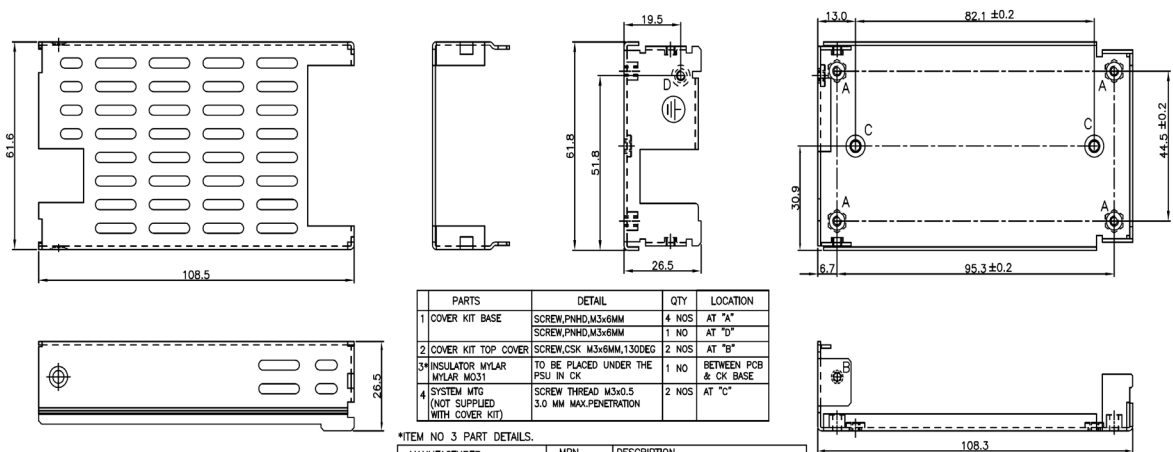 19.5
13.0
82.1 ±0.2
61.6
61.8
51.8
D
A
A
C
C
A
A
44.5 ±0.2
30.9
108.5
26.5
6.7
95.3 ±0.2
PARTS DETAIL QTY LOCATION
1 COVER KIT BASE SCREW,PNHD,M3x6MM 4 NOS AT "A"
SCREW,PNHD,M3x6MM 1 NO AT "D"
2 COVER KIT TOP COVER SCREW,CSK M3x6MM,130DEG 2 NOS AT "B"
3* INSULATOR MYLAR TO BE PLACED UNDER THE 1 NO BETWEEN PCB
MYLAR M031 PSU IN CK & CK BASE
4 SYSTEM MTG SCREW THREAD M3x0.5 2 NOS AT "C"
(NOT SUPPLIED 3.0 MM MAX.PENETRATION
WITH COVER KIT)
26.5
B
108.3
*ITEM NO 3 PART DETAILS.
MANUFACTURER MPN DESCRIPTION